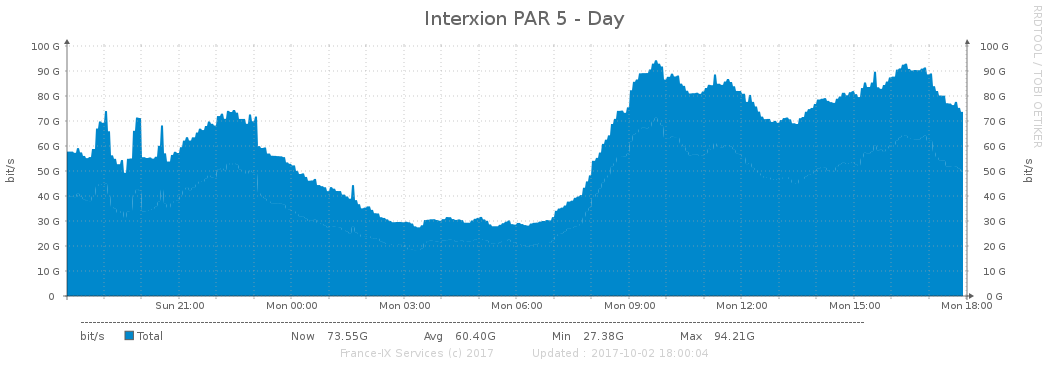 Interxion PAR 5 - Day
RRDTOOL / TOBI OETIKER
100 G 100 G
90 G 90 G
80 G 80 G
70 G 70 G
60 G 60 G
50 G 50 G
40 G 40 G
30 G 30 G
20 G 20 G
10 G 10 G
0 0 G
bit/s bit/s
Sun 21:00 Mon 00:00 Mon 03:00 Mon 06:00 Mon 09:00 Mon 12:00 Mon 15:00 Mon 18:00
bit/s Total Now 73.55G Avg 60.40G Min 27.38G Max 94.21G
France-IX Services (c) 2017 Updated : 2017-10-02 18:00:04